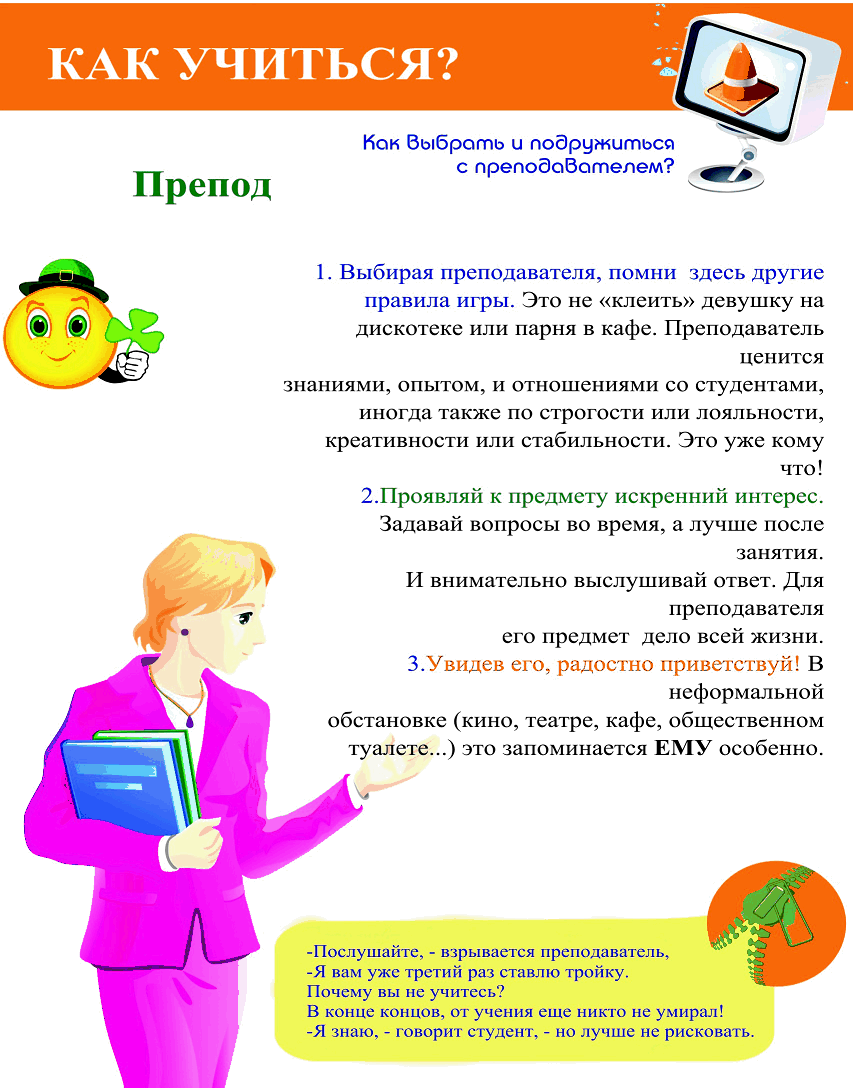 КАК УЧИТЬСЯ?
Как выбрать и подружиться
с преподавателем?
Препод
1. Выбирая преподавателя, помни  здесь другие
правила игры. Это не «клеить» девушку на
дискотеке или парня в кафе. Преподаватель
ценится
знаниями, опытом, и отношениями со студентами,
иногда также по строгости или лояльности,
креативности или стабильности. Это уже кому
что!
2.Проявляй к предмету искренний интерес.
Задавай вопросы во время, а лучше после
занятия.
И внимательно выслушивай ответ. Для
преподавателя
его предмет  дело всей жизни.
3.Увидев его, радостно приветствуй! В
неформальной
обстановке (кино, театре, кафе, общественном
туалете...) это запоминается ЕМУ особенно.
-Послушайте, - взрывается преподаватель,
-Я вам уже третий раз ставлю тройку.
Почему вы не учитесь?
В конце концов, от учения еще никто не умирал!
-Я знаю, - говорит студент, - но лучше не рисковать.